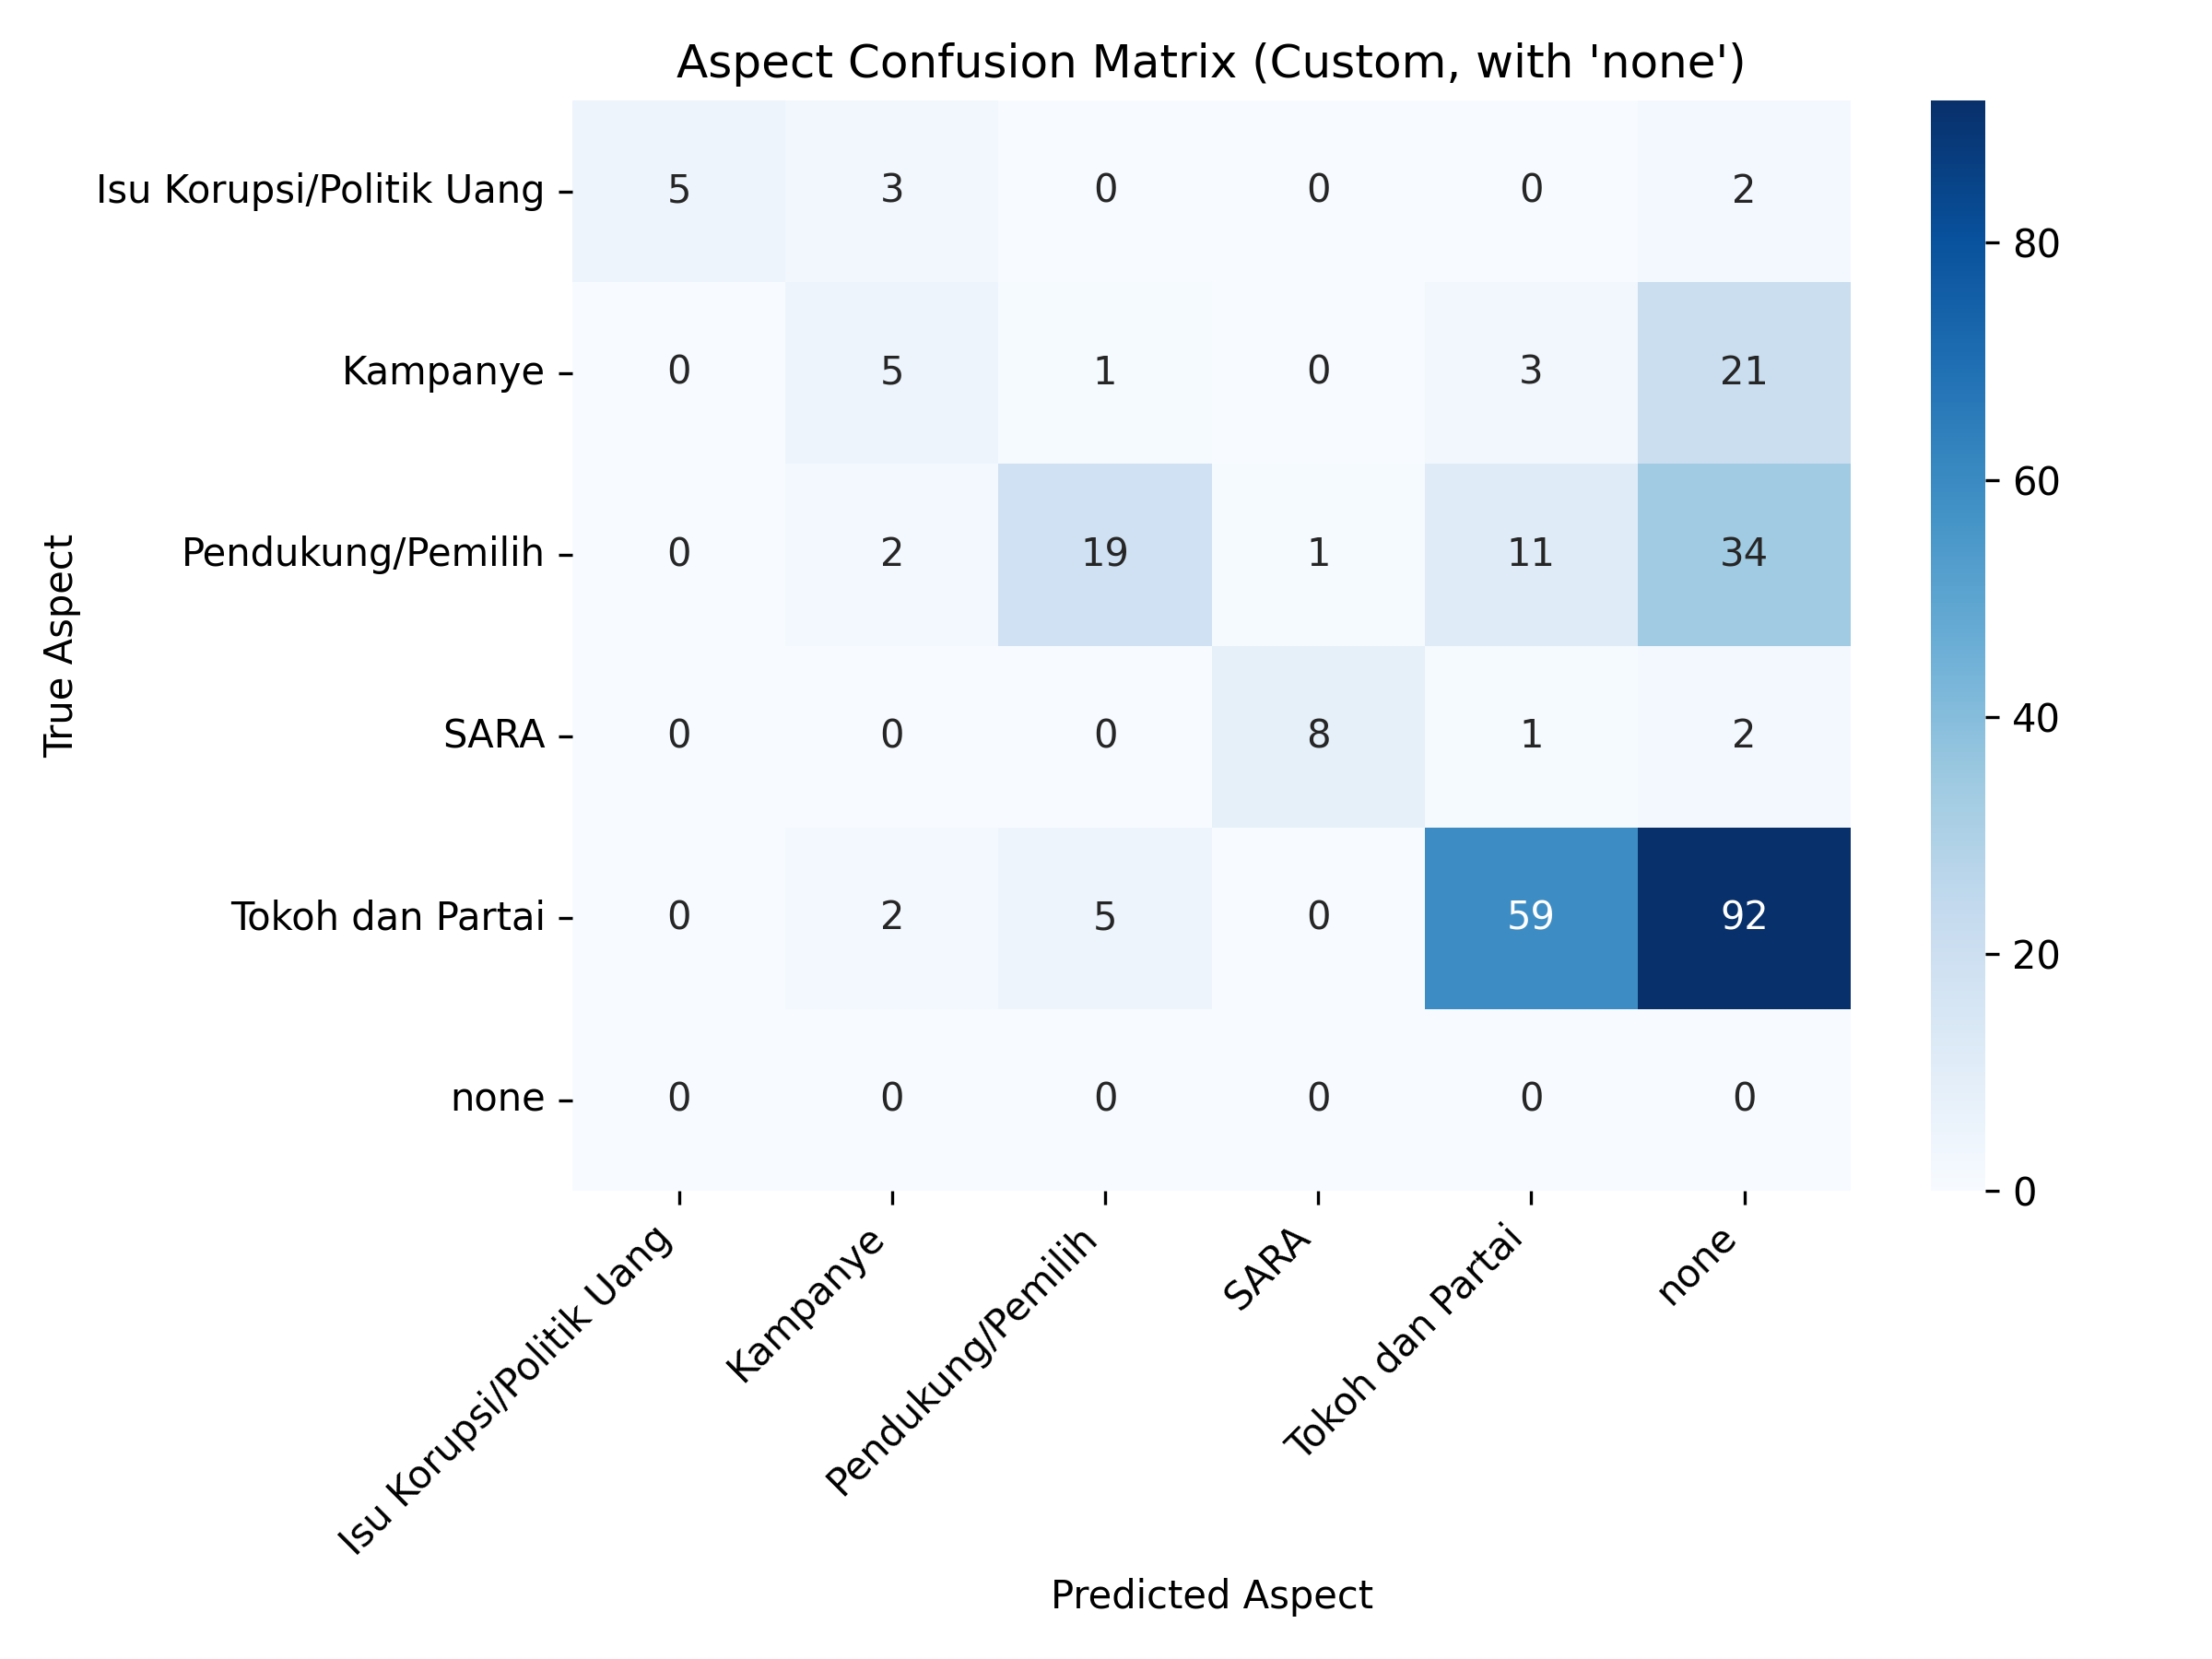 Aspect Confusion Matrix (Custom, with 'none')
True Aspect
Isu Korupsi/Politik Uang 5 3 0 0 0 2
Kampanye 0 5 1 0 3 21
Pendukung/Pemilih 0 2 19 1 11 34
SARA 0 0 0 8 1 2
Tokoh dan Partai 0 2 5 0 59 92
none 0 0 0 0 0 0
80
60
40
20
0
Isu Korupsi/Politik Uang
Kampanye
Pendukung/Pemilih
SARA
Tokoh dan Partai
none
Predicted Aspect